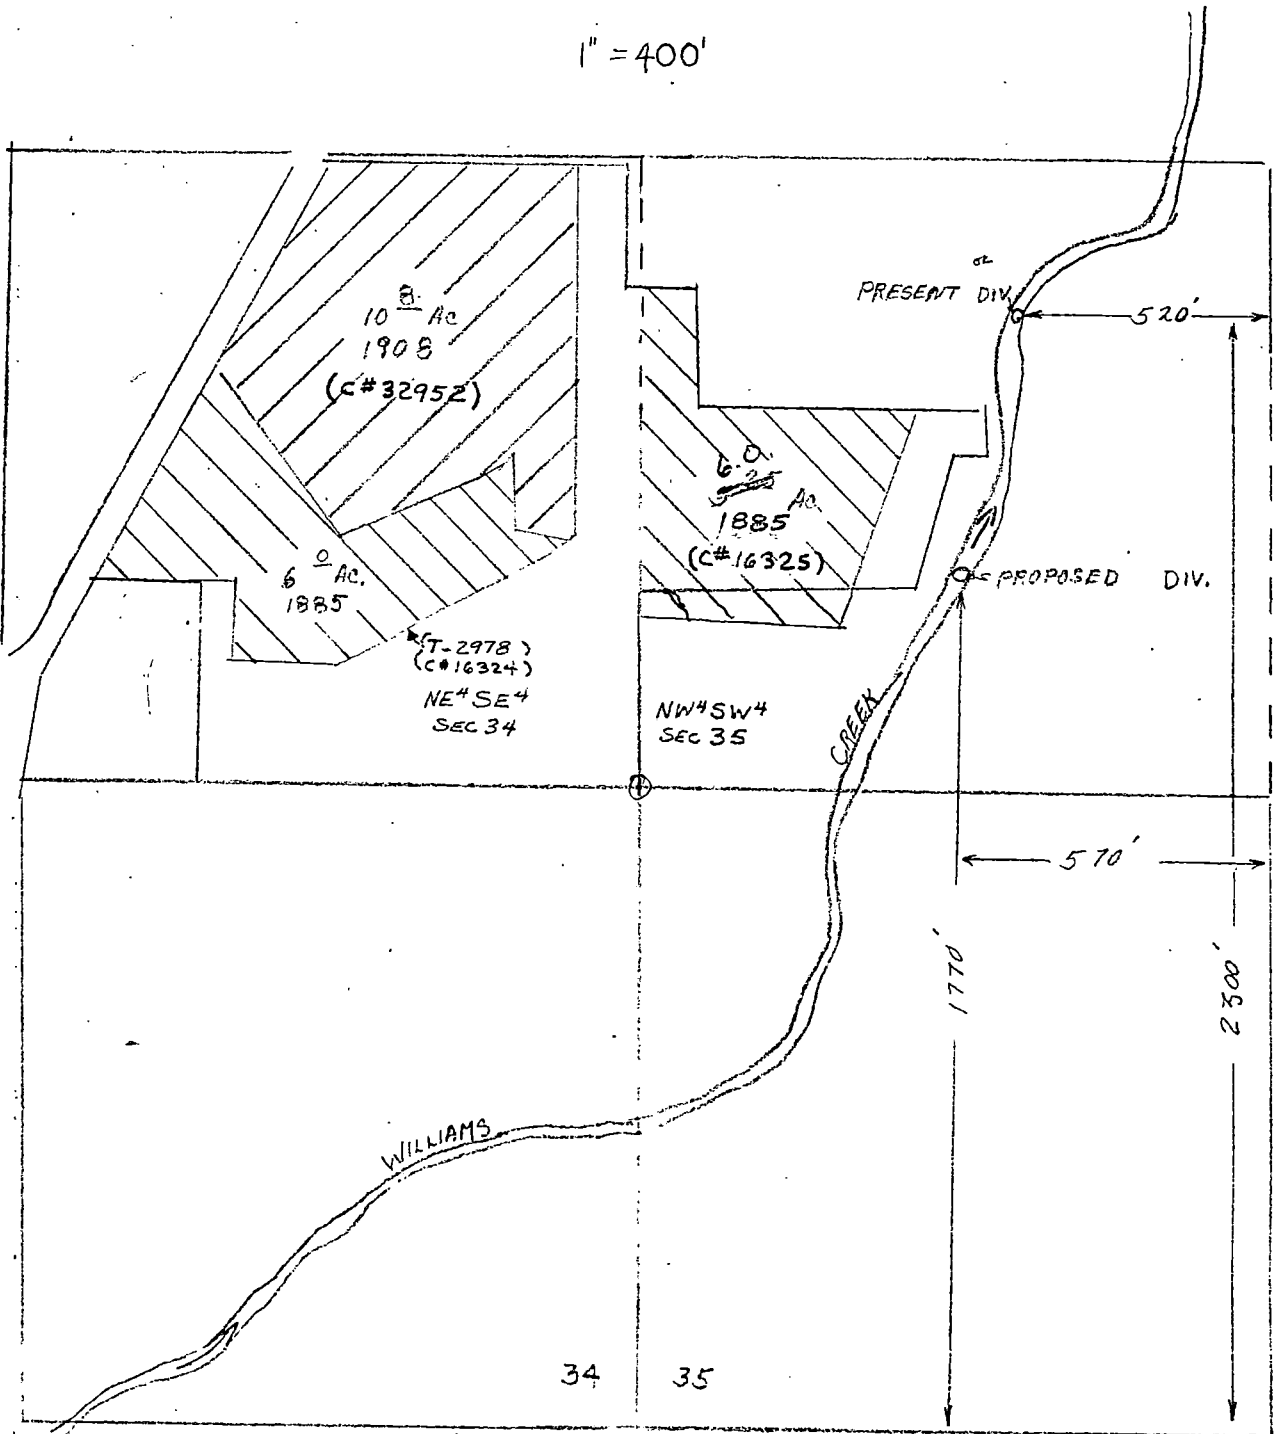 1" = 400'
PRESENT DIV.
520'
10 8 Ac
1908
(C#32952)
6.0
Ac
1885
(C#16325)
6 0 Ac.
1885
PROPOSED DIV.
(T-2978)
(C#16324)
NE4 SE4
SEC 34
NW4 SW4
SEC 35
CREEK
570'
1770'
2300'
WILLIAMS
34 35